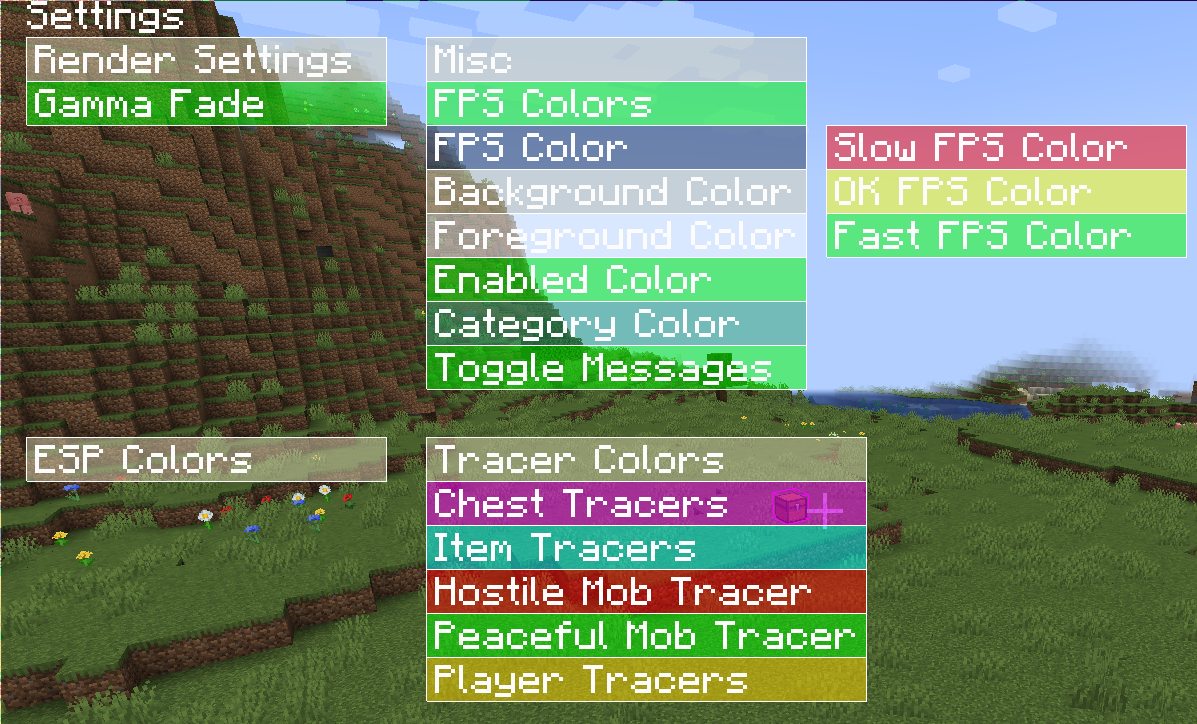 Settings
Render Settings
Gamma Fade
Misc
FPS Colors
FPS Color
Background Color
Foreground Color
Enabled Color
Category Color
Toggle Messages
Slow FPS Color
OK FPS Color
Fast FPS Color
ESP Colors
Tracer Colors
Chest Tracers
Item Tracers
Hostile Mob Tracer
Peaceful Mob Tracer
Player Tracers